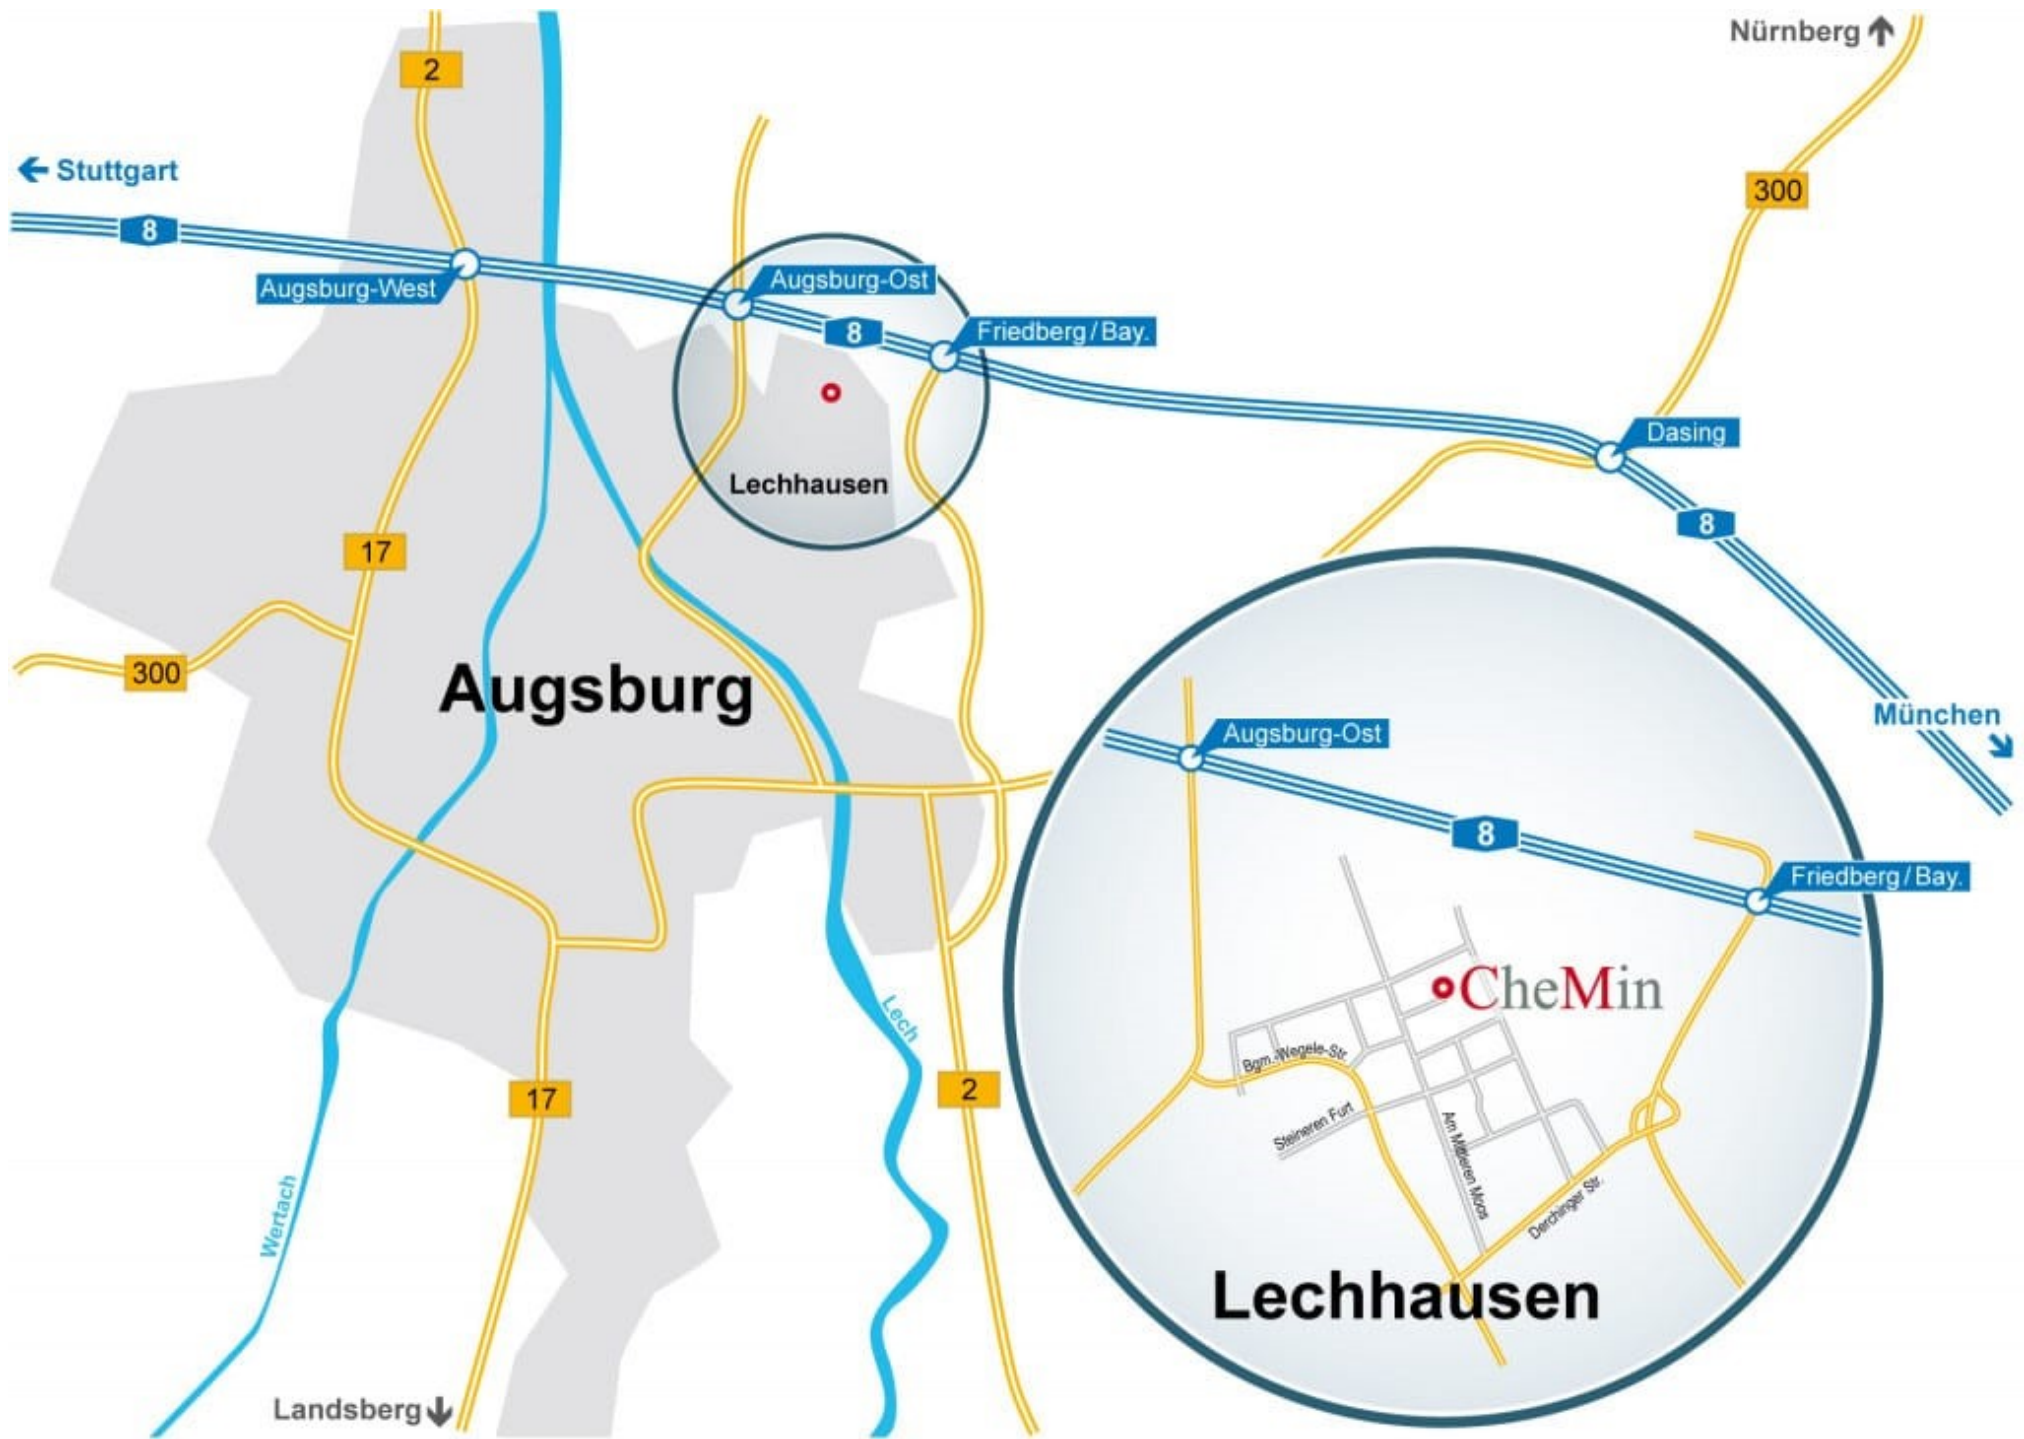 Nürnberg
2
Stuttgart
300
8
Augsburg-West
Augsburg-Ost
8
Friedberg / Bay.
Dasing
Lechhausen
8
17
300
Augsburg
München
Augsburg-Ost
8
Friedberg / Bay.
CheMin
Lech
Bgm.-Wegele-Str.
17
2
Steineren Furt
Am Mittleren Moos
Derchinger Str.
Wertach
Lechhausen
Landsberg